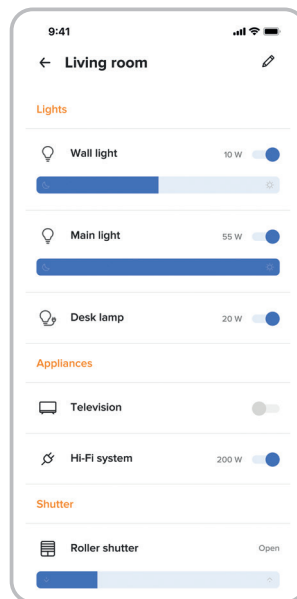 9:41
Living room
Lights
Wall light 10 W
Main light 55 W
Desk lamp 20 W
Appliances
Television
Hi-Fi system 200 W
Shutter
Roller shutter Open